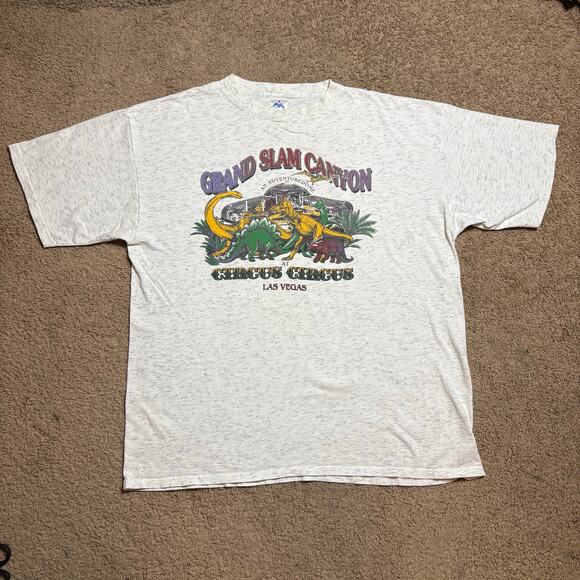 GRAND SLAM CANYON
AN ADVENTUREDOME
AT
CIRCUS CIRCUS
LAS VEGAS